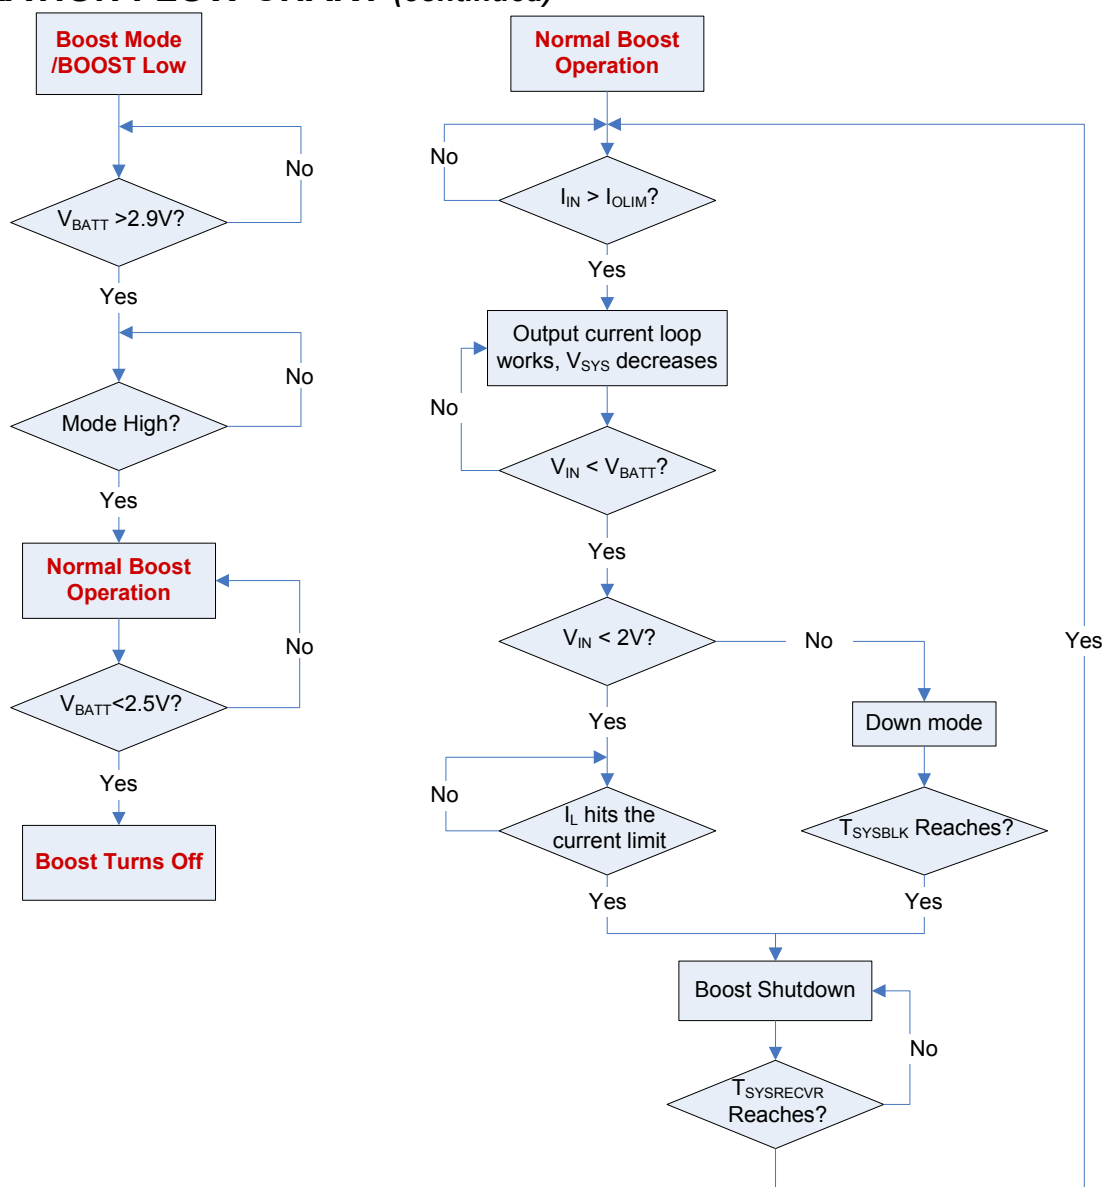 FLOW CHART (continued)
Boost Mode
/BOOST Low
No
VBATT >2.9V?
Yes
No
Mode High?
Yes
Normal Boost
Operation
No
VBATT<2.5V?
Yes
Boost Turns Off
Normal Boost
Operation
No
IIN > IOLIM?
Yes
Output current loop
works, VSYS decreases
No
VIN < VBATT?
Yes
VIN < 2V?
No
Yes
Yes
Down mode
No
IL hits the
current limit
TSYSBLK Reaches?
Yes
Yes
Boost Shutdown
No
TSYSRECVR
Reaches?